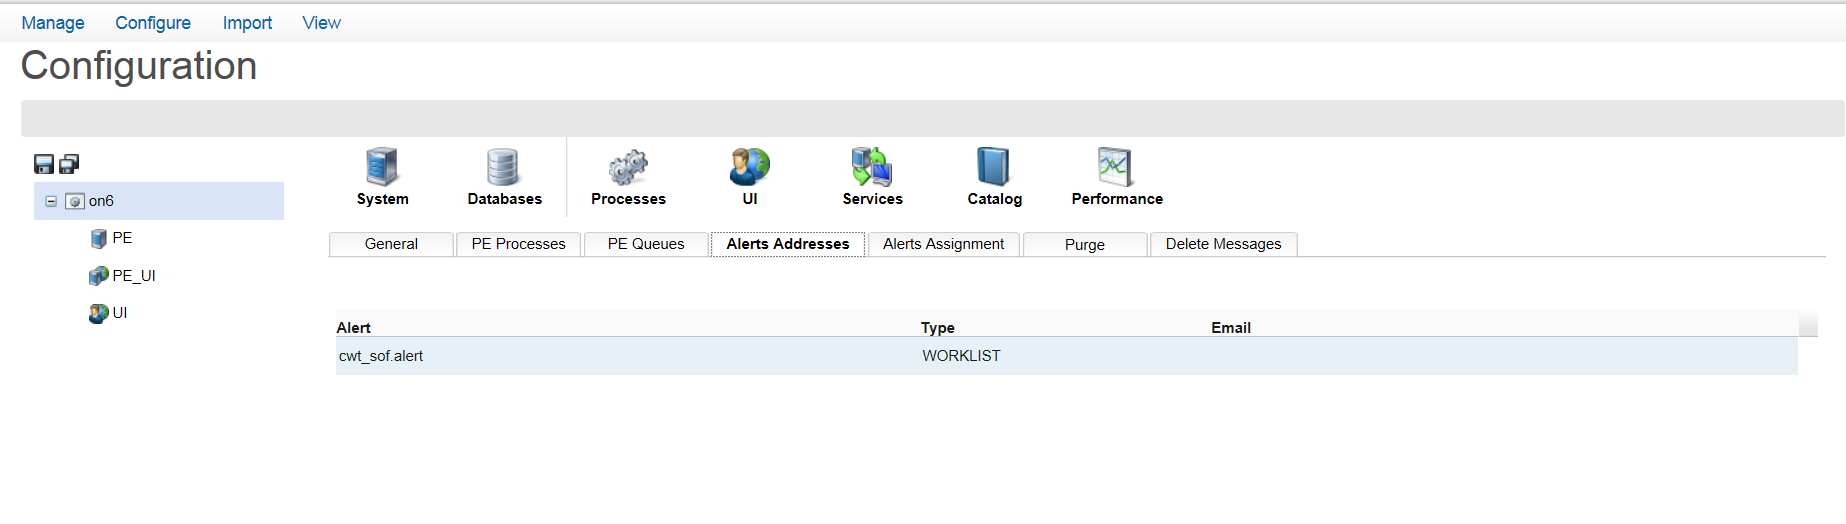 Manage Configure Import View
Configuration
on6
PE
PE_UI
UI
System Databases Processes UI Services Catalog Performance
General PE Processes PE Queues Alerts Addresses Alerts Assignment Purge Delete Messages
Alert Type Email
cwt_sof.alert WORKLIST